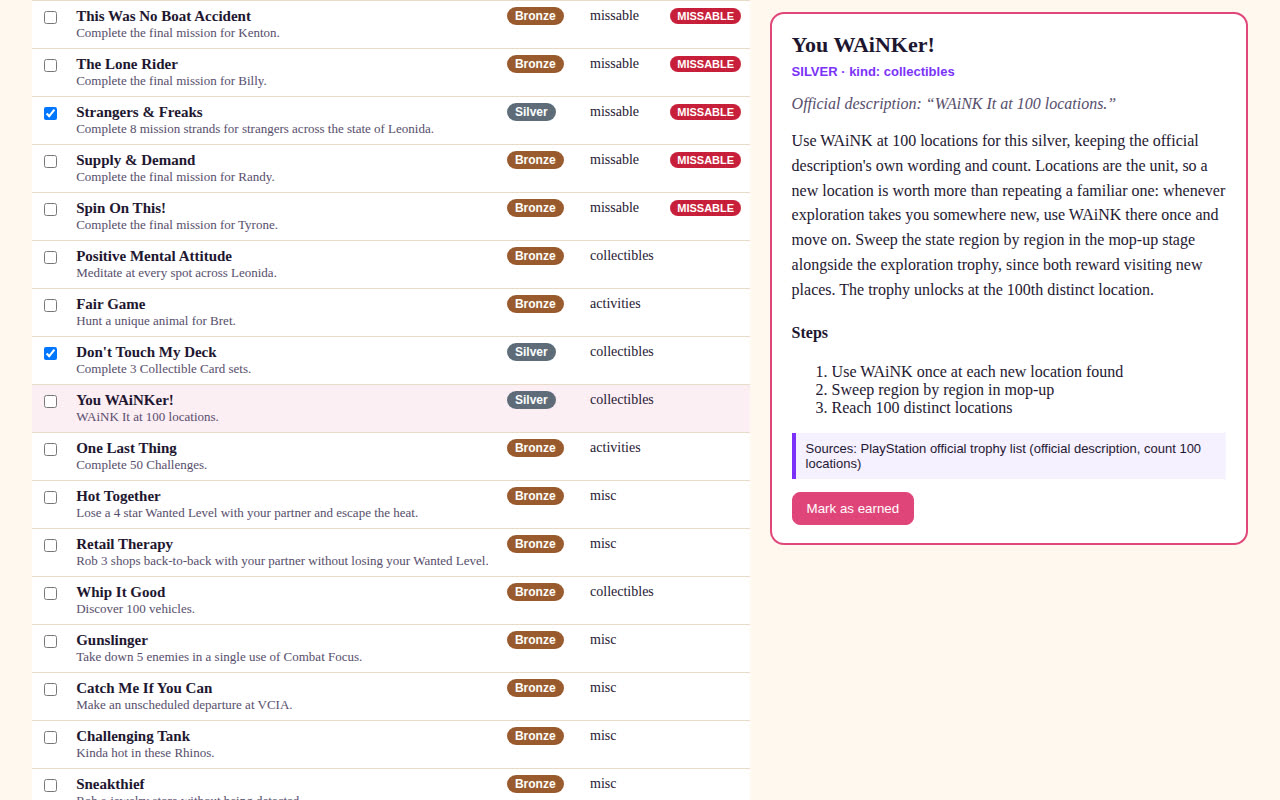 This Was No Boat Accident Bronze missable MISSABLE
Complete the final mission for Kenton.
The Lone Rider Bronze missable MISSABLE
Complete the final mission for Billy.
Strangers & Freaks Silver missable MISSABLE
Complete 8 mission strands for strangers across the state of Leonida.
Supply & Demand Bronze missable MISSABLE
Complete the final mission for Randy.
Spin On This! Bronze missable MISSABLE
Complete the final mission for Tyrone.
Positive Mental Attitude Bronze collectibles
Meditate at every spot across Leonida.
Fair Game Bronze activities
Hunt a unique animal for Bret.
Don't Touch My Deck Silver collectibles
Complete 3 Collectible Card sets.
You WAiNKer! Silver collectibles
WAiNK It at 100 locations.
One Last Thing Bronze activities
Complete 50 Challenges.
Hot Together Bronze misc
Lose a 4 star Wanted Level with your partner and escape the heat.
Retail Therapy Bronze misc
Rob 3 shops back-to-back with your partner without losing your Wanted Level.
Whip It Good Bronze collectibles
Discover 100 vehicles.
Gunslinger Bronze misc
Take down 5 enemies in a single use of Combat Focus.
Catch Me If You Can Bronze misc
Make an unscheduled departure at VCIA.
Challenging Tank Bronze misc
Kinda hot in these Rhinos.
Sneakthief Bronze misc
You WAiNKer!
SILVER · kind: collectibles
Official description: “WAiNK It at 100 locations.”
Use WAiNK at 100 locations for this silver, keeping the official
description's own wording and count. Locations are the unit, so a
new location is worth more than repeating a familiar one: whenever
exploration takes you somewhere new, use WAiNK there once and
move on. Sweep the state region by region in the mop-up stage
alongside the exploration trophy, since both reward visiting new
places. The trophy unlocks at the 100th distinct location.
Steps
1. Use WAiNK once at each new location found
2. Sweep region by region in mop-up
3. Reach 100 distinct locations
Sources: PlayStation official trophy list (official description, count 100
locations)
Mark as earned